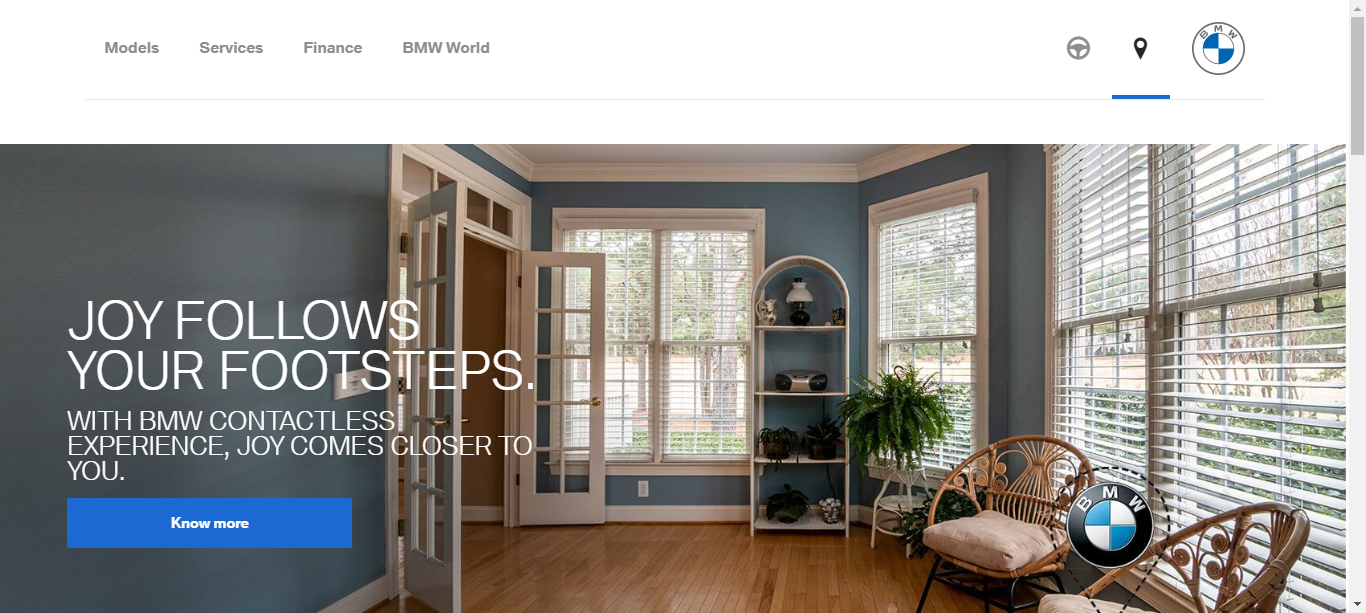 Models
Services
Finance
BMW World
BMW
JOY FOLLOWS
YOUR FOOTSTEPS.
WITH BMW CONTACTLESS
EXPERIENCE, JOY COMES CLOSER TO
YOU.
Know more
BMW